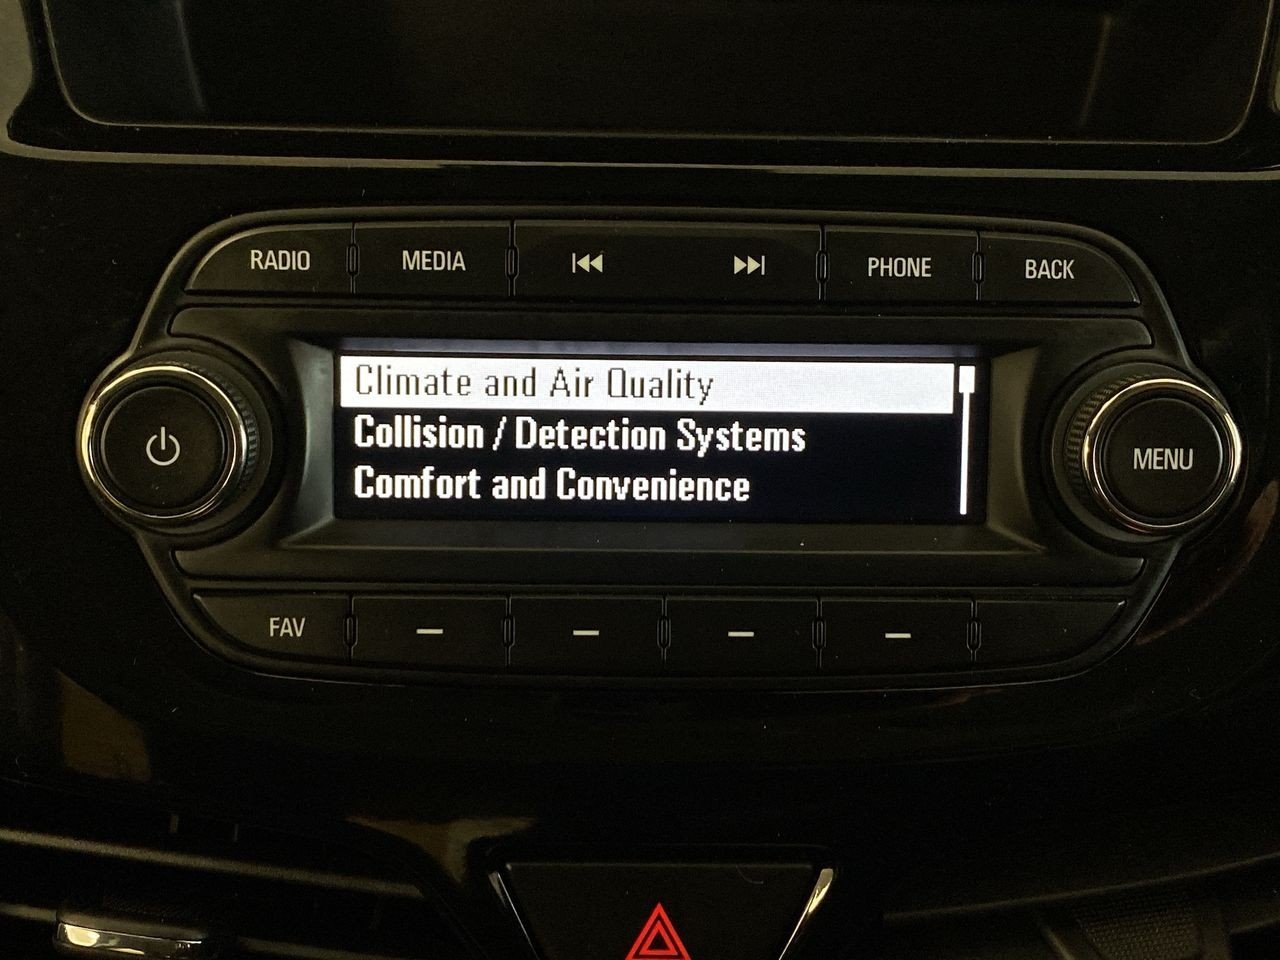 RADIO MEDIA PHONE BACK
Climate and Air Quality
Collision / Detection Systems
Comfort and Convenience
MENU
FAV